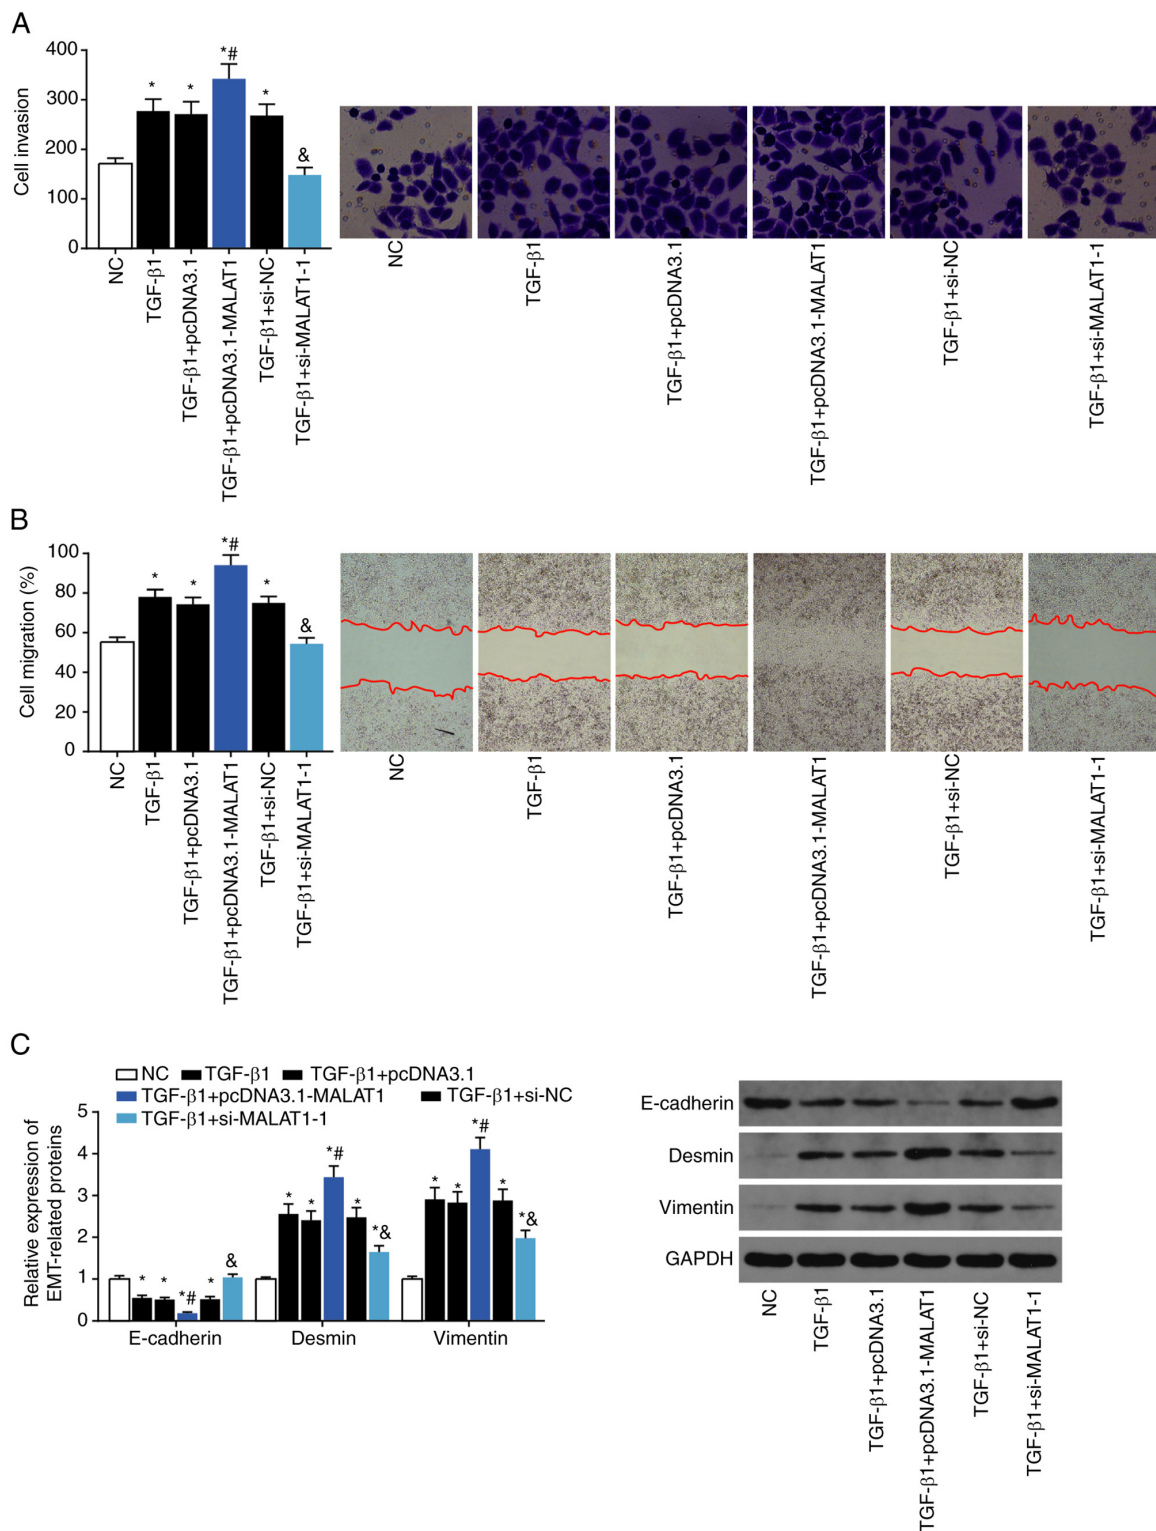 A
400
300
200
100
0
Cell invasion
*
*
*#
*
&
NC
TGF-β1
TGF-β1+pcDNA3.1
TGF-β1+pcDNA3.1-MALAT1
TGF-β1+si-NC
TGF-β1+si-MALAT1-1
NC
TGF-β1
TGF-β1+pcDNA3.1
TGF-β1+pcDNA3.1-MALAT1
TGF-β1+si-NC
TGF-β1+si-MALAT1-1
B
100
80
60
40
20
0
Cell migration (%)
*
*
*#
*
&
NC
TGF-β1
TGF-β1+pcDNA3.1
TGF-β1+pcDNA3.1-MALAT1
TGF-β1+si-NC
TGF-β1+si-MALAT1-1
NC
TGF-β1
TGF-β1+pcDNA3.1
TGF-β1+pcDNA3.1-MALAT1
TGF-β1+si-NC
TGF-β1+si-MALAT1-1
C
NC TGF-β1 TGF-β1+pcDNA3.1
TGF-β1+pcDNA3.1-MALAT1 TGF-β1+si-NC
TGF-β1+si-MALAT1-1
5
4
3
2
1
0
Relative expression of
EMT-related proteins
* * *# * &
* * *# * *&
* * *# * *&
E-cadherin Desmin Vimentin
E-cadherin
Desmin
Vimentin
GAPDH
NC
TGF-β1
TGF-β1+pcDNA3.1
TGF-β1+pcDNA3.1-MALAT1
TGF-β1+si-NC
TGF-β1+si-MALAT1-1